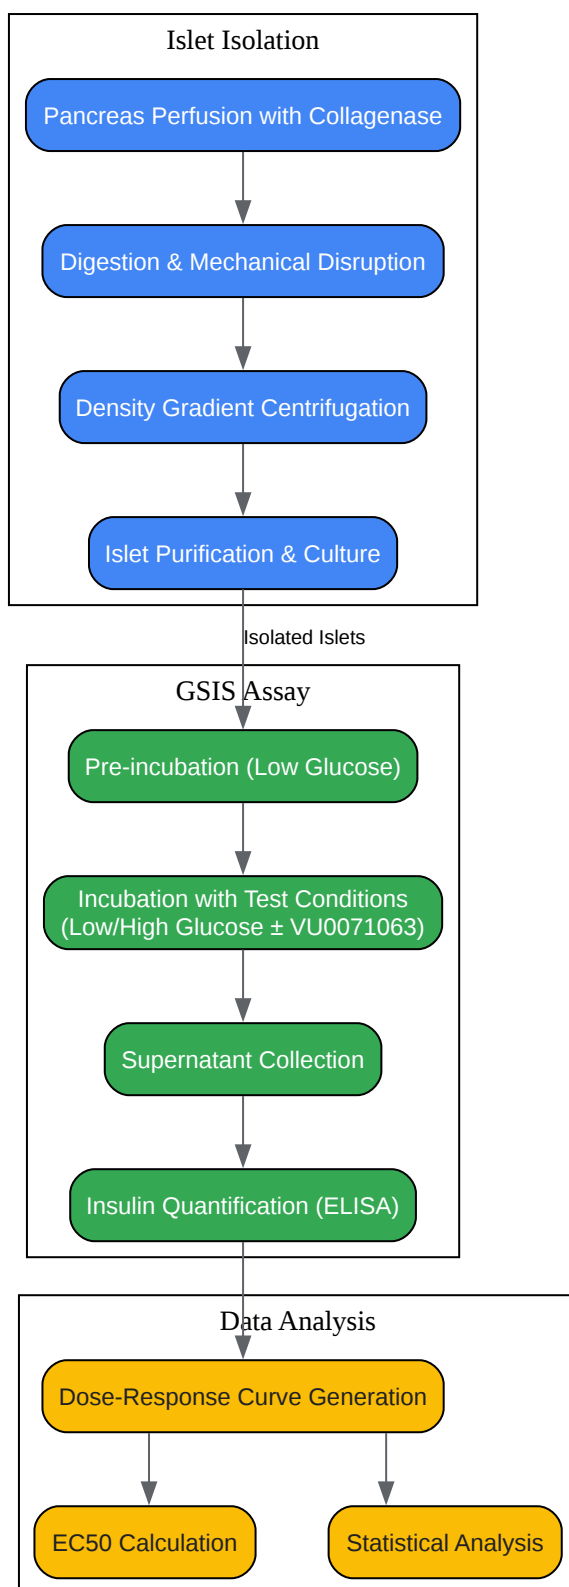 Islet Isolation
Pancreas Perfusion with Collagenase
Digestion & Mechanical Disruption
Density Gradient Centrifugation
Islet Purification & Culture
Isolated Islets
GSIS Assay
Pre-incubation (Low Glucose)
Incubation with Test Conditions
(Low/High Glucose ± VU0071063)
Supernatant Collection
Insulin Quantification (ELISA)
Data Analysis
Dose-Response Curve Generation
EC50 Calculation
Statistical Analysis